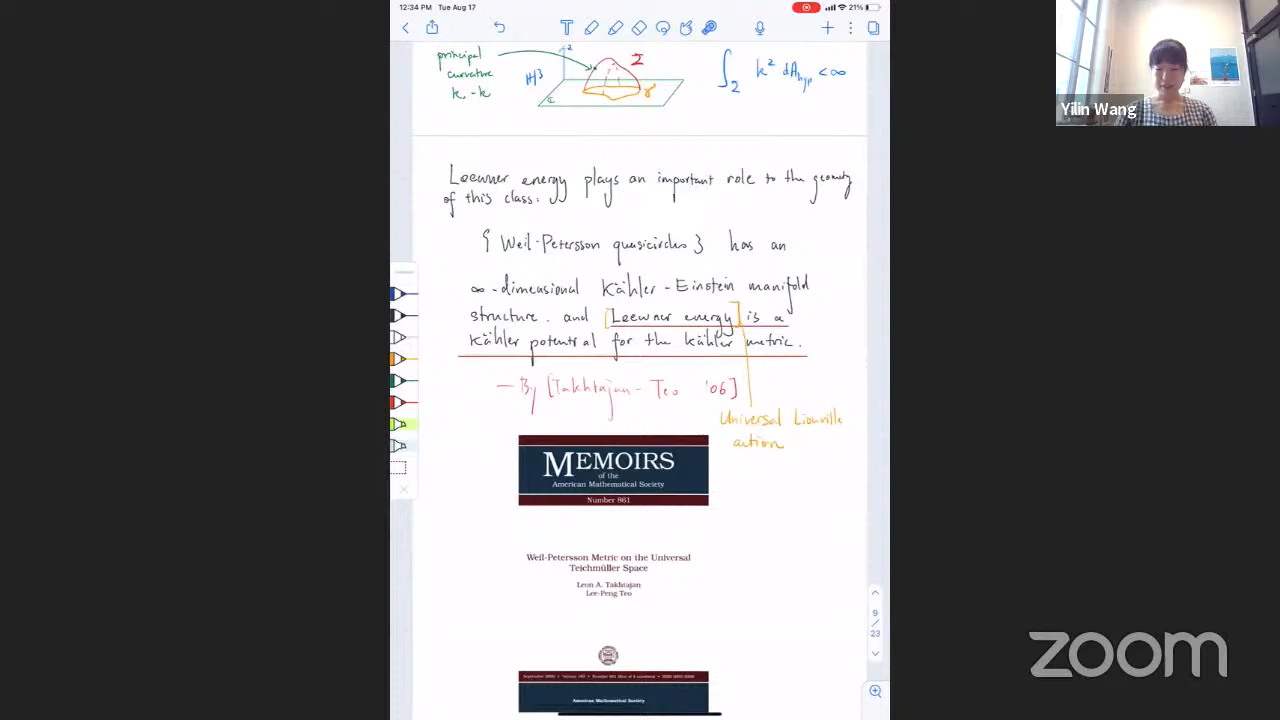 12:34 PM Tue Aug 17
21%
principal
curvature
k, -k
H³
z
Σ
γ
C
∫Σ k² dA_hyp < ∞
Loewner energy plays an important role to the geometry
of this class:
{ Weil-Petersson quasicircles } has an
∞-dimensional Kähler-Einstein manifold
structure. and [Loewner energy] is a
Kähler potential for the Kähler metric.
— By [Takhtajan - Teo '06]
Universal Liouville
action
MEMOIRS
of the
American Mathematical Society
Number 861
Weil-Petersson Metric on the Universal
Teichmüller Space
Leon A. Takhtajan
Lee-Peng Teo
American Mathematical Society
9
/
23
Yilin Wang
zoom